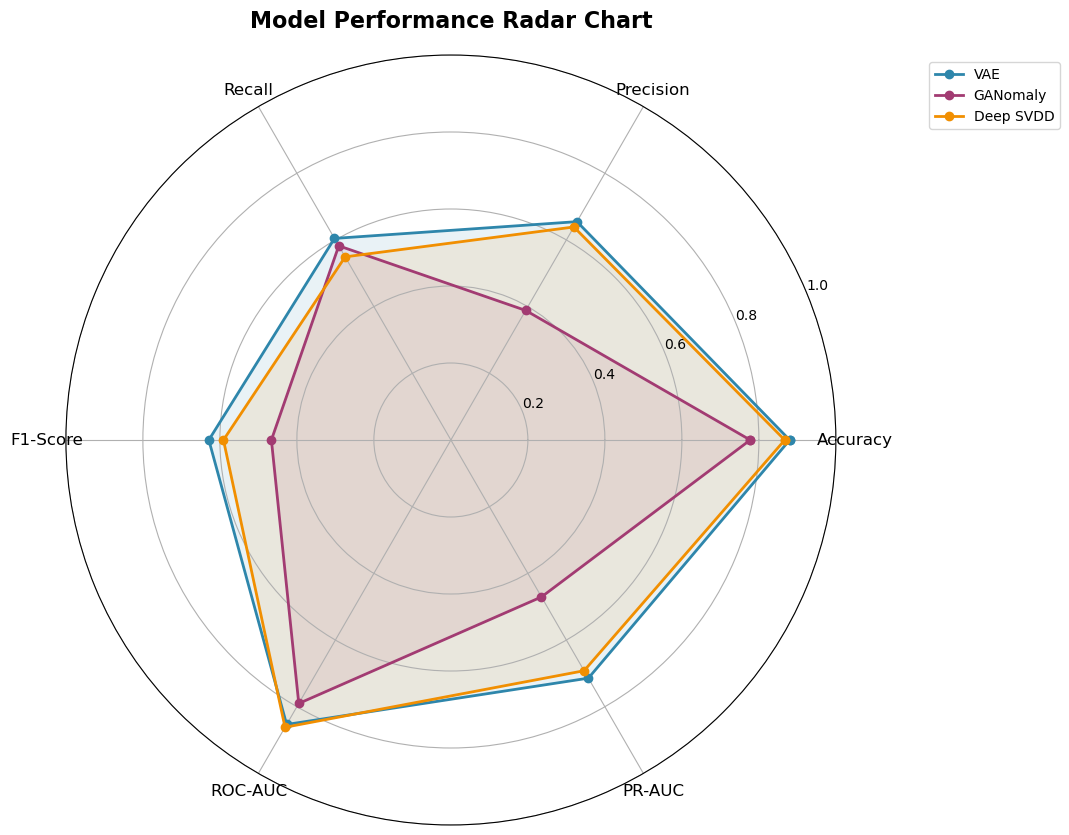 Model Performance Radar Chart
VAE
GANomaly
Deep SVDD
Recall
Precision
1.0
0.8
0.6
0.4
0.2
F1-Score
Accuracy
ROC-AUC
PR-AUC